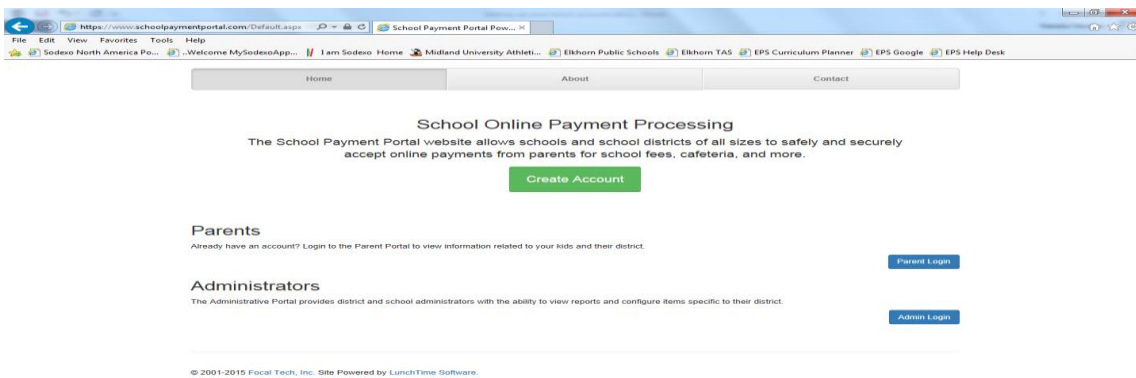 https://www.schoolpaymentportal.com/Default.aspx
School Payment Portal Pow... ×
File Edit View Favorites Tools Help
Sodexo North America Po... ..Welcome MySodexoApp... I am Sodexo Home Midland University Athleti... Elkhorn Public Schools Elkhorn TAS EPS Curriculum Planner EPS Google EPS Help Desk
Home About Contact
School Online Payment Processing
The School Payment Portal website allows schools and school districts of all sizes to safely and securely
accept online payments from parents for school fees, cafeteria, and more.
Create Account
Parents
Already have an account? Login to the Parent Portal to view information related to your kids and their district.
Parent Login
Administrators
The Administrative Portal provides district and school administrators with the ability to view reports and configure items specific to their district.
Admin Login
© 2001-2015 Focal Tech, Inc. Site Powered by LunchTime Software.